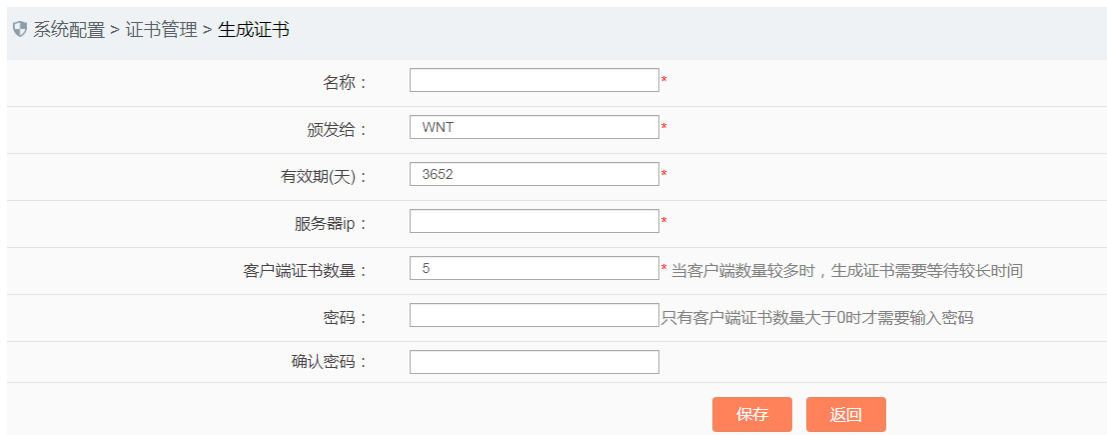 系统配置 > 证书管理 > 生成证书
名称：*
颁发给： WNT *
有效期(天)： 3652 *
服务器ip：*
客户端证书数量： 5 * 当客户端数量较多时，生成证书需要等待较长时间
密码： 只有客户端证书数量大于0时才需要输入密码
确认密码：
保存 返回